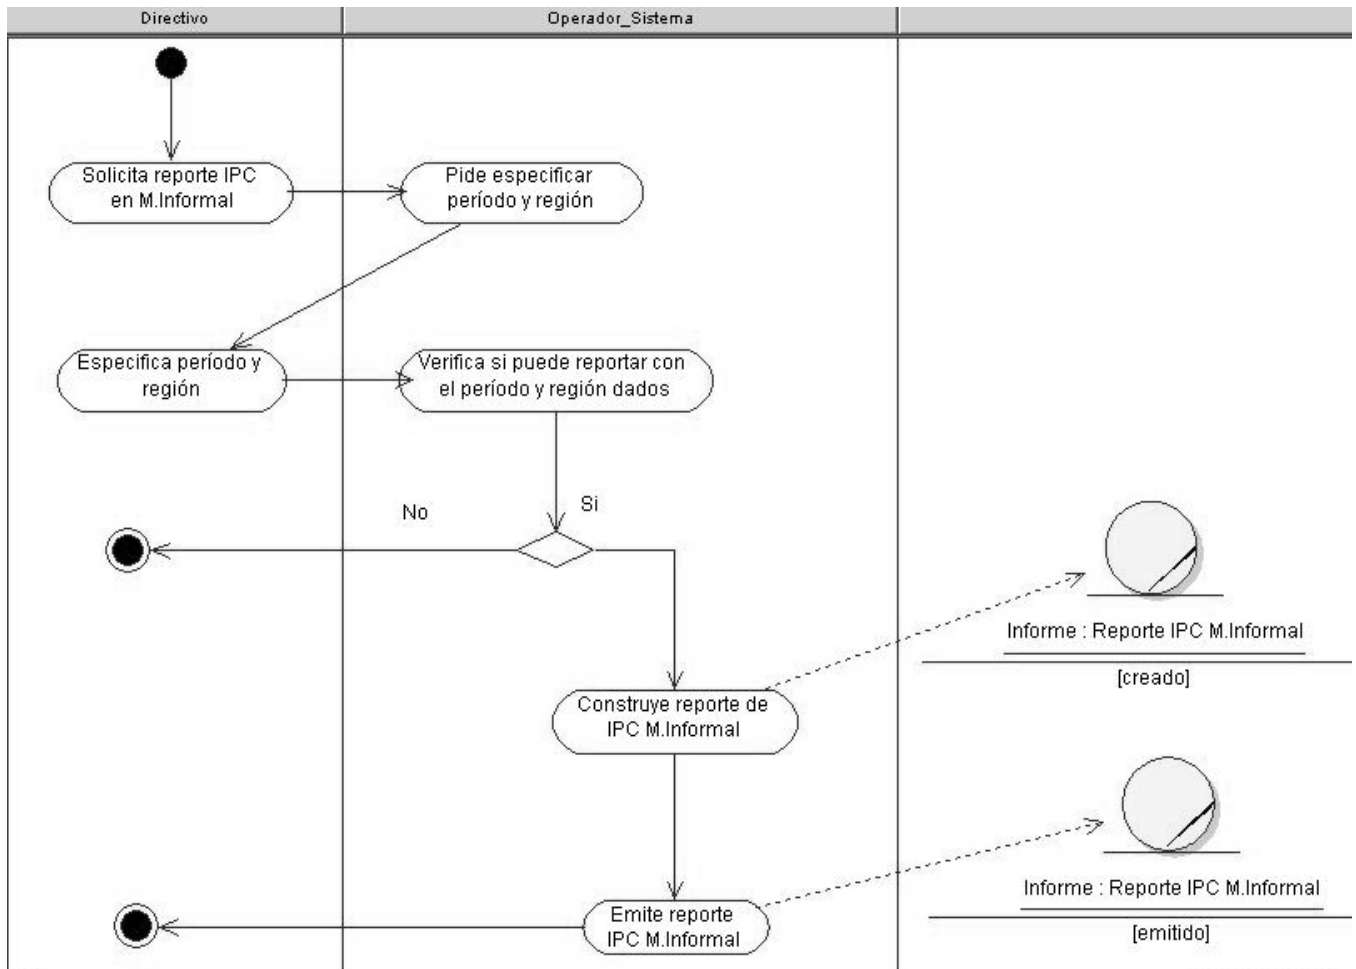 Directivo
Operador_Sistema
Solicita reporte IPC
en M.Informal
Pide especificar
período y región
Especifica período y
región
Verifica si puede reportar con
el período y región dados
No
Si
Informe : Reporte IPC M.Informal
[creado]
Construye reporte de
IPC M.Informal
Informe : Reporte IPC M.Informal
[emitido]
Emite reporte
IPC M.Informal